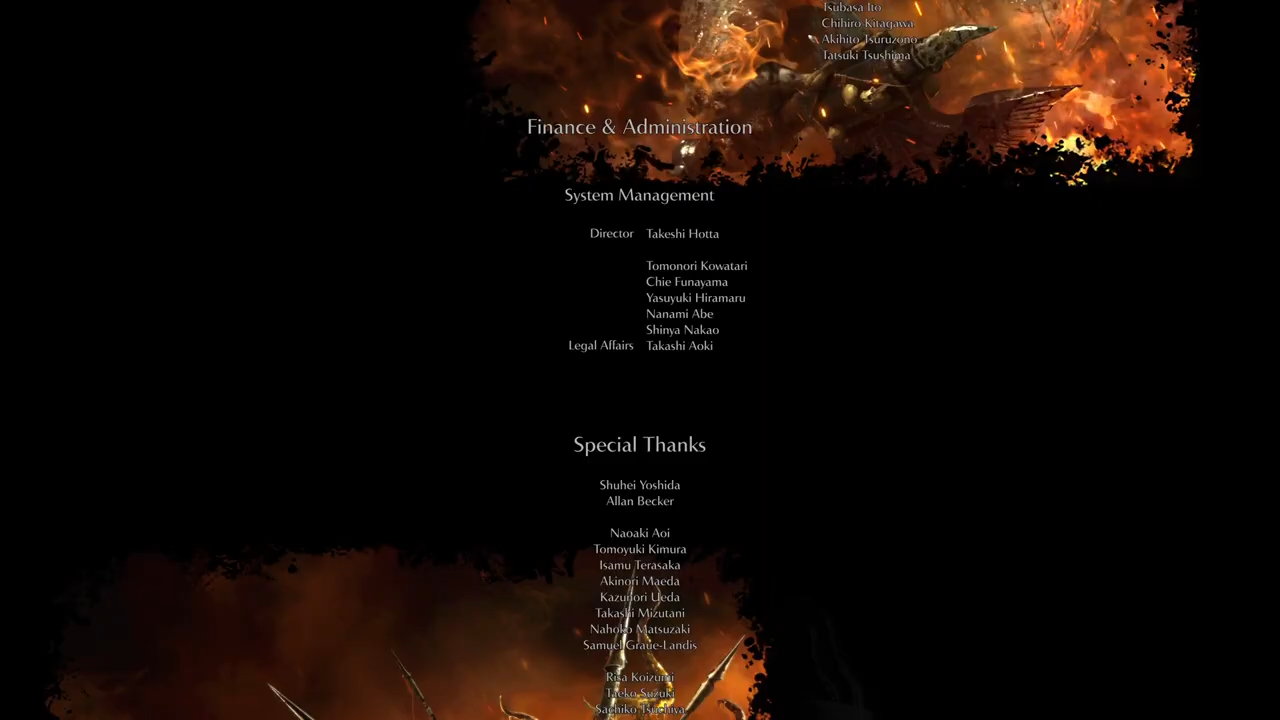 Tsubasa Ito
Chihiro Kitagawa
Akihito Tsuruzono
Tatsuki Tsushima
Finance & Administration
System Management
Director Takeshi Hotta
Tomonori Kowatari
Chie Funayama
Yasuyuki Hiramaru
Nanami Abe
Shinya Nakao
Legal Affairs Takashi Aoki
Special Thanks
Shuhei Yoshida
Allan Becker
Naoaki Aoi
Tomoyuki Kimura
Isamu Terasaka
Akinori Maeda
Kazunori Ueda
Takashi Mizutani
Nahoko Matsuzaki
Samuel Graue-Landis
Risa Koizumi
Taeko Suzuki
Sachiko Tsuchiya